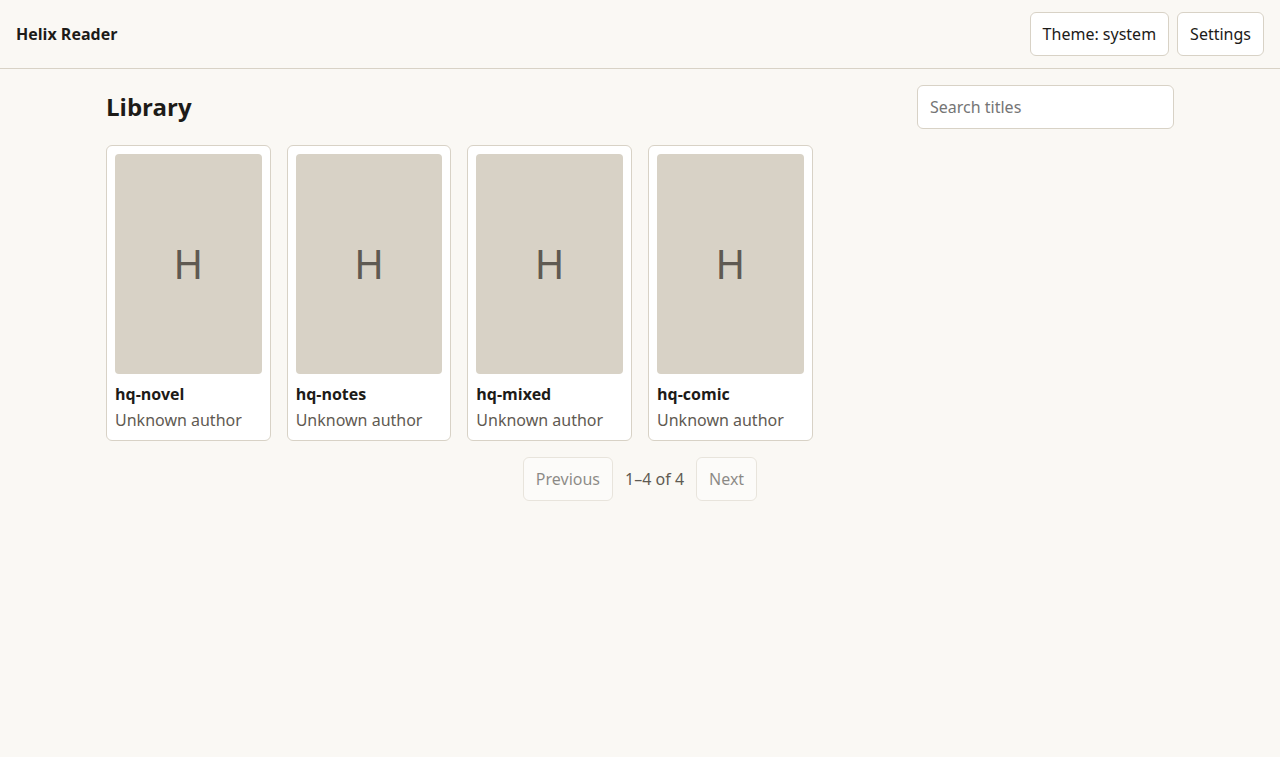 Helix Reader
Theme: system
Settings
Library
Search titles
H
H
H
H
hq-novel
hq-notes
hq-mixed
hq-comic
Unknown author
Unknown author
Unknown author
Unknown author
Previous
1–4 of 4
Next